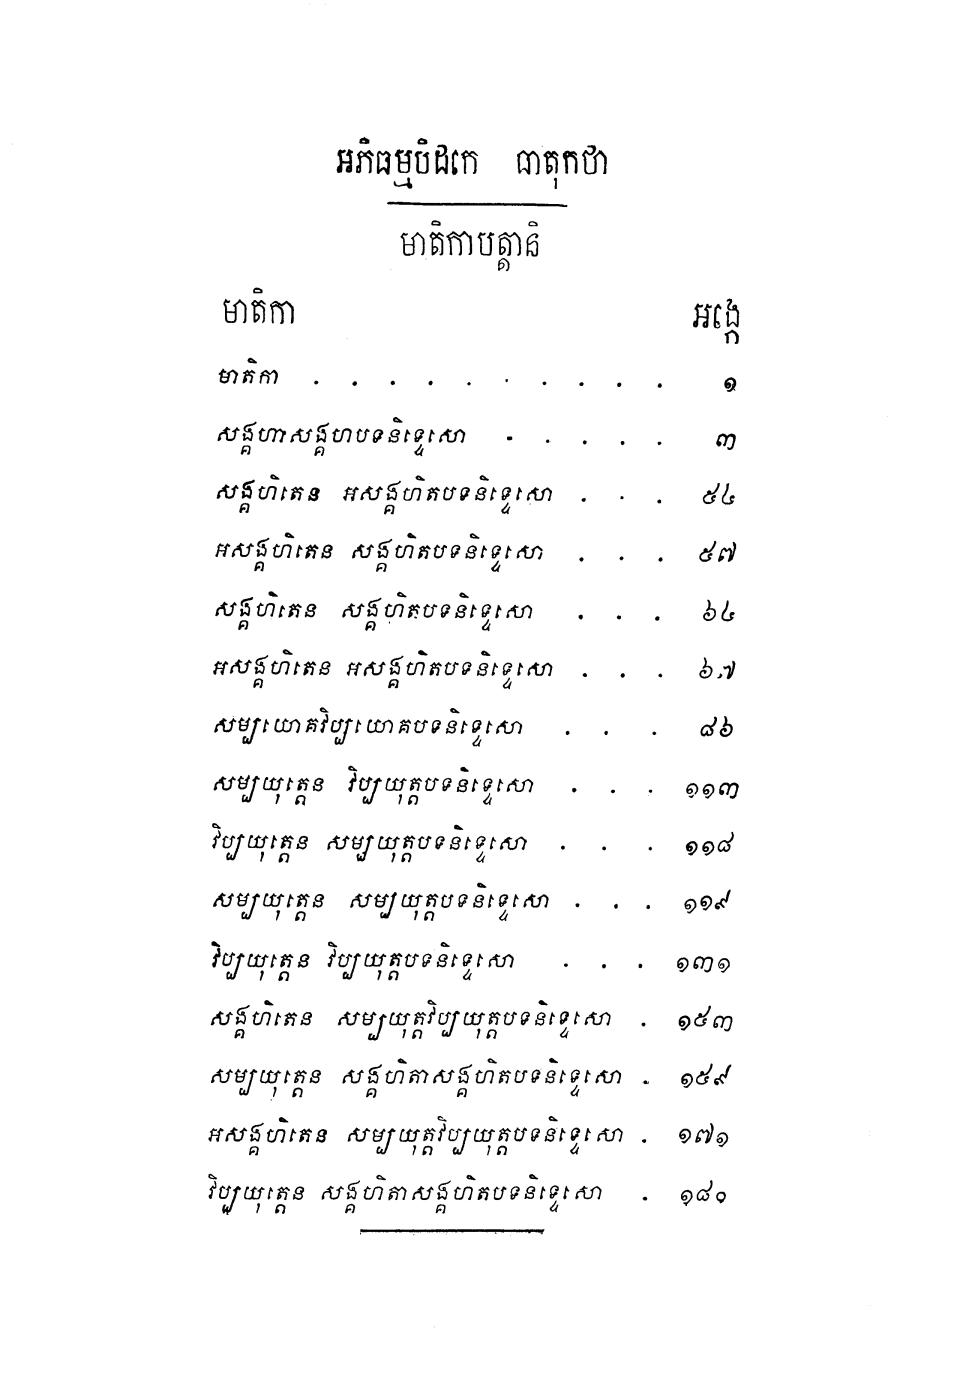 អភិធម្មបិដកេ ធាតុកថា
មាតិកាបត្តានិ
មាតិកា អង្កេ
មាតិកា . . . . . . . . . . ១
សង្គហាសង្គហបទនិទ្ទេសោ . . . . . ៣
សង្គហិតេន អសង្គហិតបទនិទ្ទេសោ . . . ៥៤
អសង្គហិតេន សង្គហិតបទនិទ្ទេសោ . . . ៥៧
សង្គហិតេន សង្គហិតបទនិទ្ទេសោ . . . ៦៤
អសង្គហិតេន អសង្គហិតបទនិទ្ទេសោ . . . ៦៧
សម្បយោគវិប្បយោគបទនិទ្ទេសោ . . . ៨៦
សម្បយុត្តេន វិប្បយុត្តបទនិទ្ទេសោ . . . ១១៣
វិប្បយុត្តេន សម្បយុត្តបទនិទ្ទេសោ . . . ១១៨
សម្បយុត្តេន សម្បយុត្តបទនិទ្ទេសោ . . . ១១៩
វិប្បយុត្តេន វិប្បយុត្តបទនិទ្ទេសោ . . . ១៣១
សង្គហិតេន សម្បយុត្តវិប្បយុត្តបទនិទ្ទេសោ . ១៥៣
សម្បយុត្តេន សង្គហិតាសង្គហិតបទនិទ្ទេសោ . ១៥៩
អសង្គហិតេន សម្បយុត្តវិប្បយុត្តបទនិទ្ទេសោ . ១៧១
វិប្បយុត្តេន សង្គហិតាសង្គហិតបទនិទ្ទេសោ . ១៨០